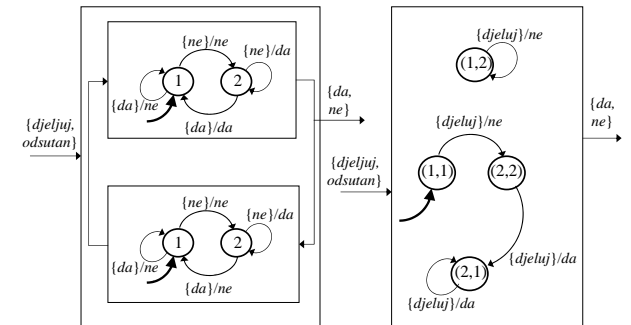 {ne}/ne
{ne}/da
1
2
{da}/ne
{da}/da
{djeljuj,
odsutan}
{da,
ne}
{ne}/ne
{ne}/da
1
2
{da}/ne
{da}/ne
{djeluj}/ne
(1,2)
{da,
ne}
{djeluj}/ne
{djeljuj,
odsutan}
(1,1)
(2,2)
{djeluj}/da
(2,1)
{djeluj}/da